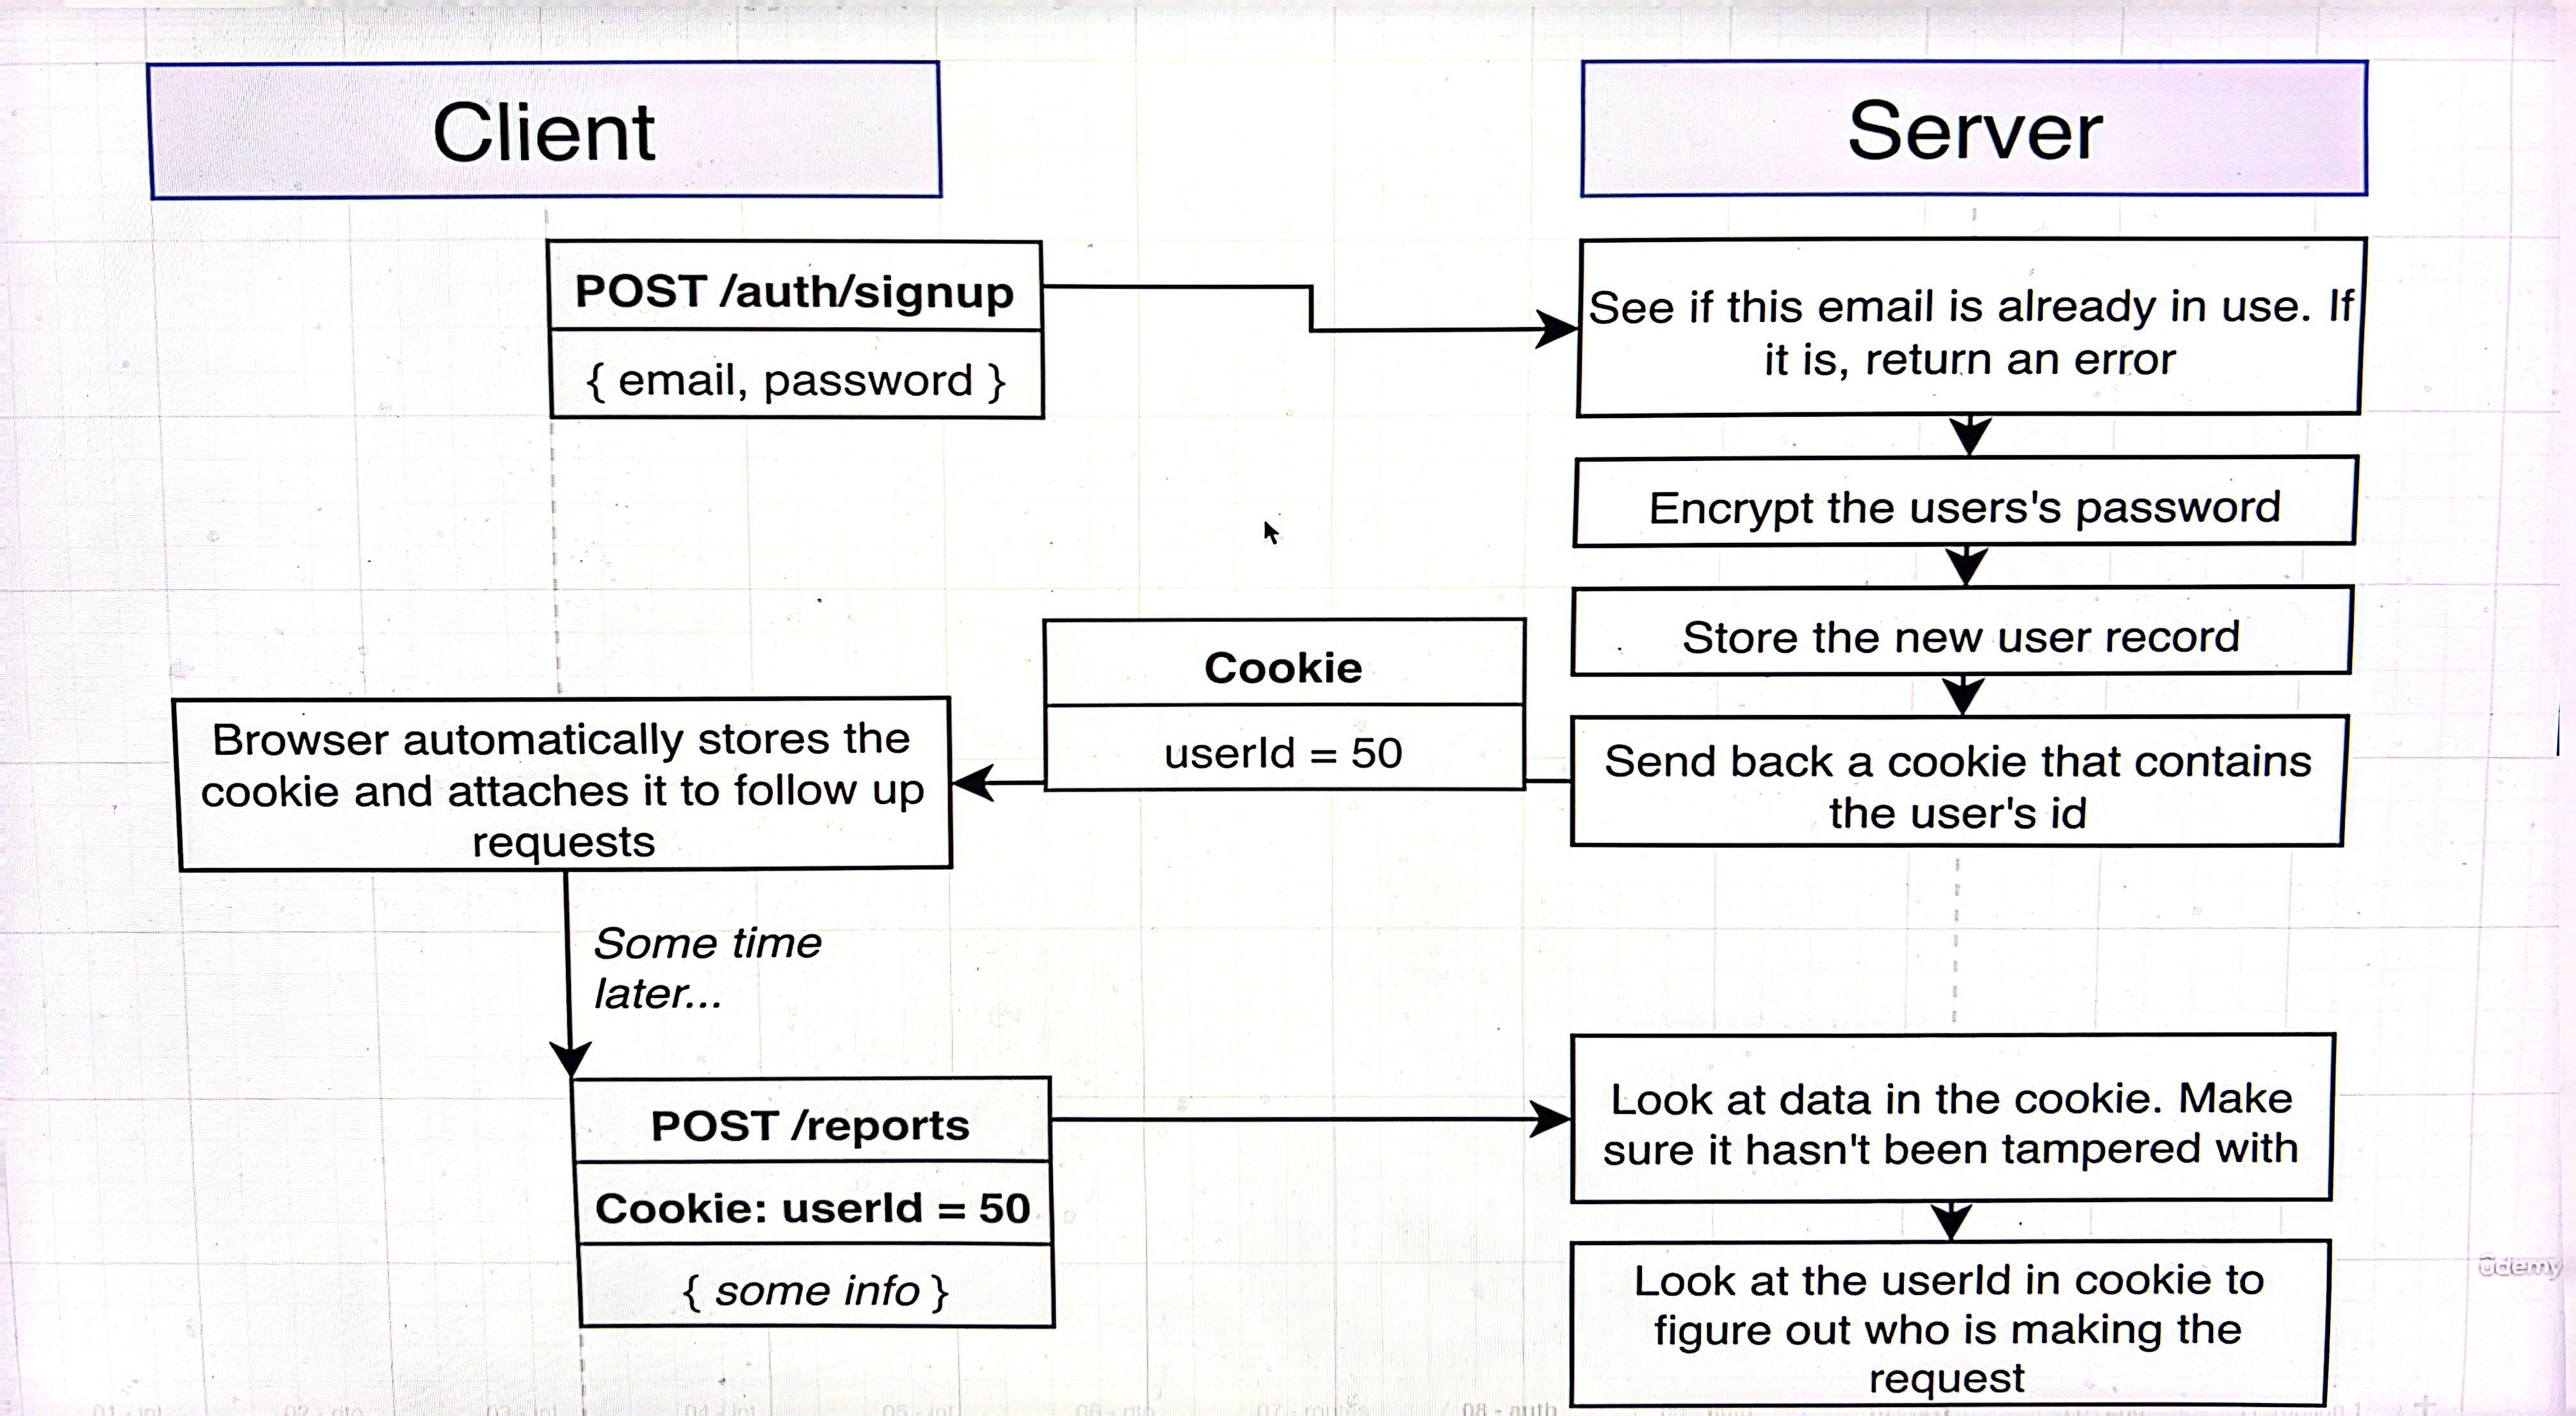 Client
Server
POST /auth/signup
{ email, password }
See if this email is already in use. If
it is, return an error
Encrypt the users's password
Store the new user record
Cookie
userId = 50
Send back a cookie that contains
the user's id
Browser automatically stores the
cookie and attaches it to follow up
requests
Some time
later...
POST /reports
Cookie: userId = 50
{ some info }
Look at data in the cookie. Make
sure it hasn't been tampered with
Look at the userId in cookie to
figure out who is making the
request
ûdemy
08 - auth